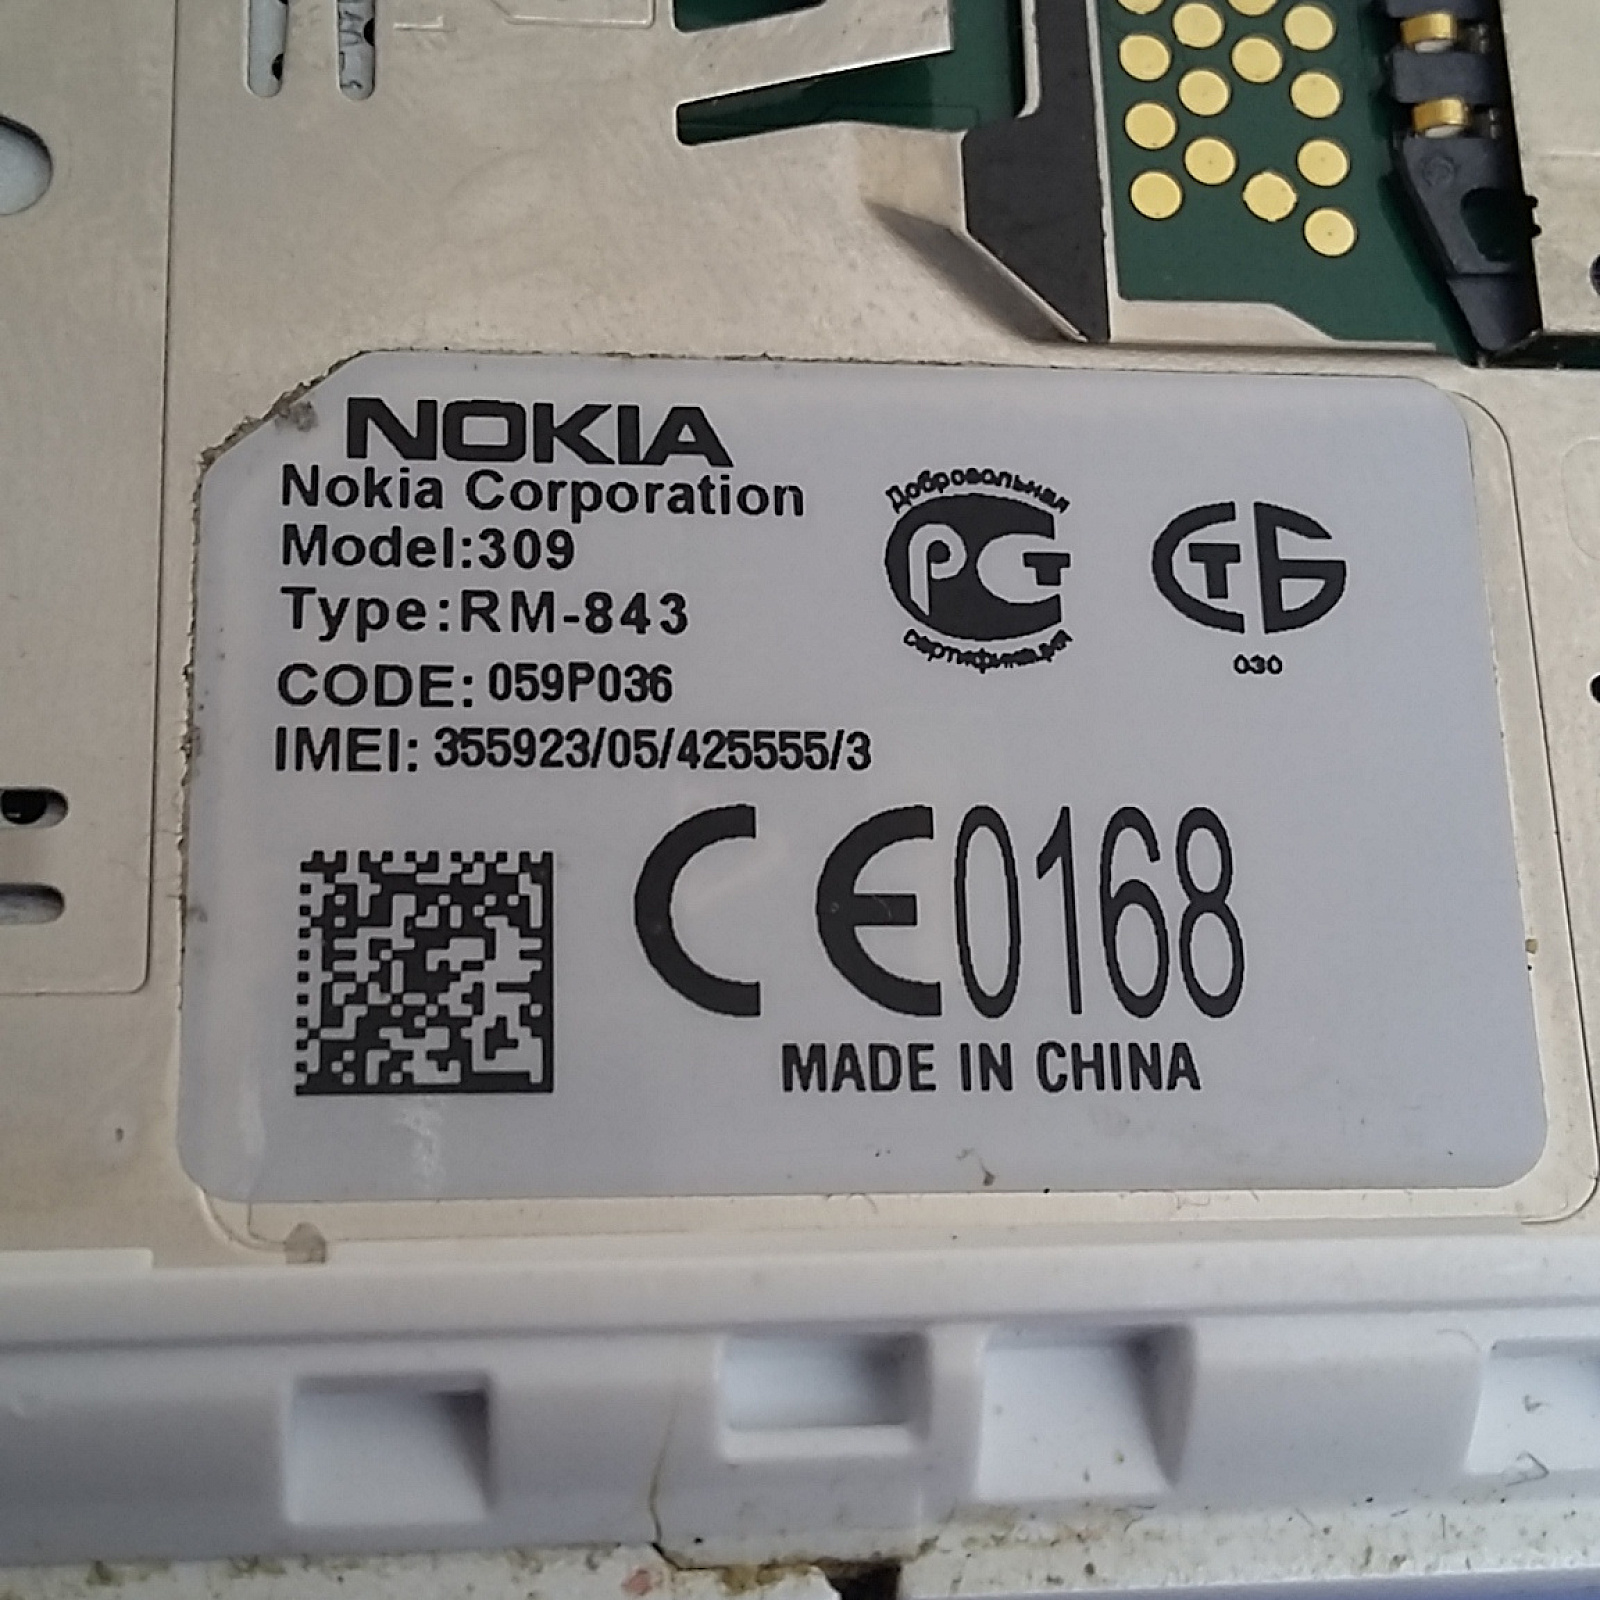 NOKIA
Nokia Corporation
Model:309
Type:RM-843
CODE: 059P036
IMEI: 355923/05/425555/3
Добровольная
РСТ
сертификация
СТБ
030
CE0168
MADE IN CHINA